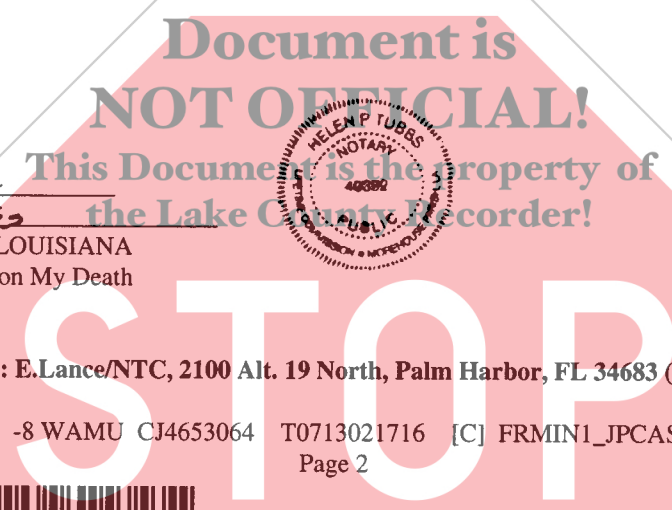 Document is
NOT OFFICIAL!
This Document is the property of
the Lake County Recorder!
HELEN P TUBBS
NOTARY
PUBLIC
LOUISIANA
on My Death
STOP
: E.Lance/NTC, 2100 Alt. 19 North, Palm Harbor, FL 34683 (
-8 WAMU CJ4653064 T0713021716 [C] FRMIN1_JPCAS
Page 2